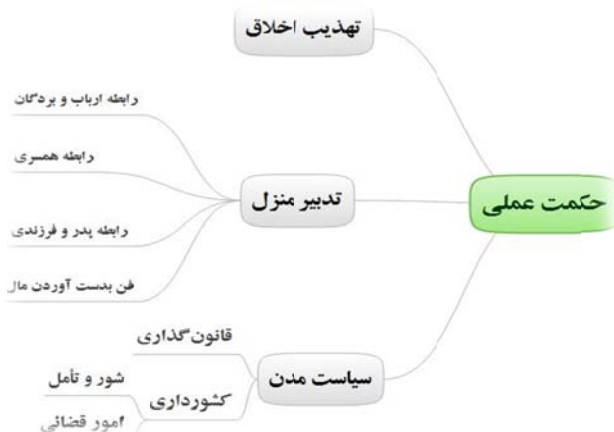 حکمت عملی
تهذیب اخلاق
تدبیر منزل
رابطه ارباب و بردگان
رابطه همسری
رابطه پدر و فرزندی
فن بدست آوردن مال
سیاست مدن
قانون‌گذاری
کشورداری
شور و تأمل
امور قضائی